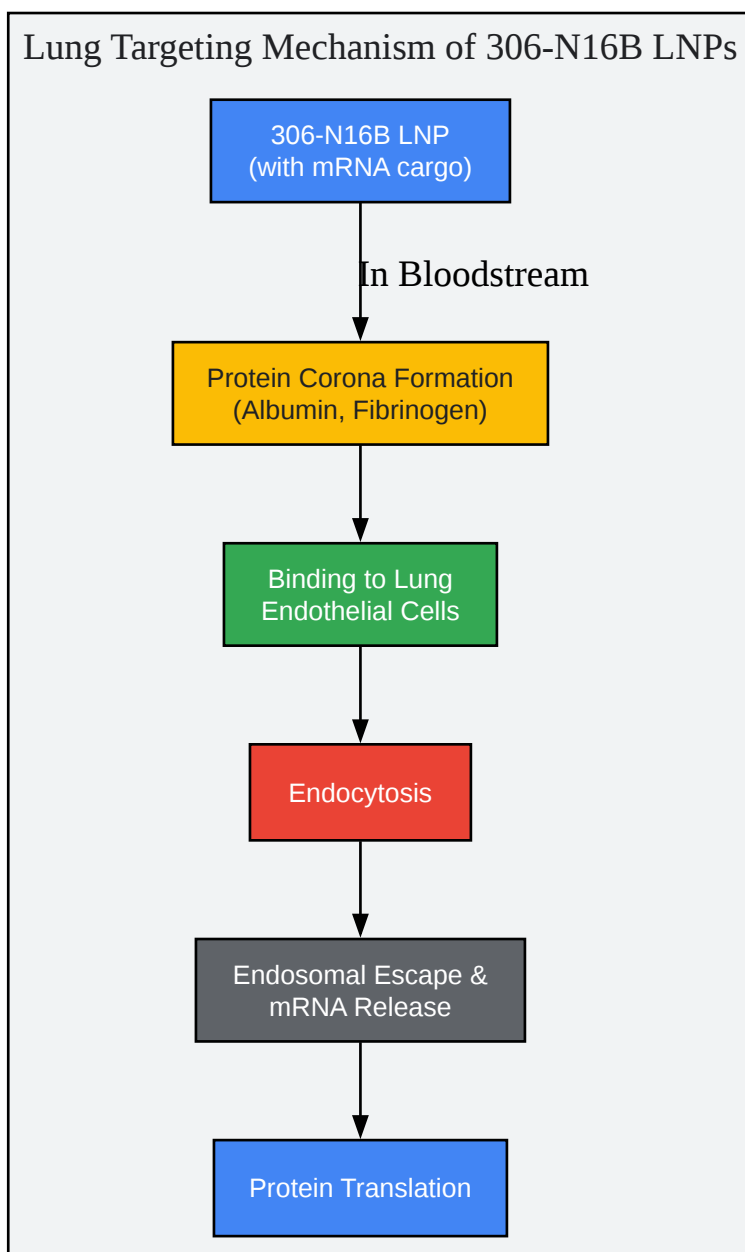 Lung Targeting Mechanism of 306-N16B LNPs
306-N16B LNP
(with mRNA cargo)
In Bloodstream
Protein Corona Formation
(Albumin, Fibrinogen)
Binding to Lung
Endothelial Cells
Endocytosis
Endosomal Escape &
mRNA Release
Protein Translation